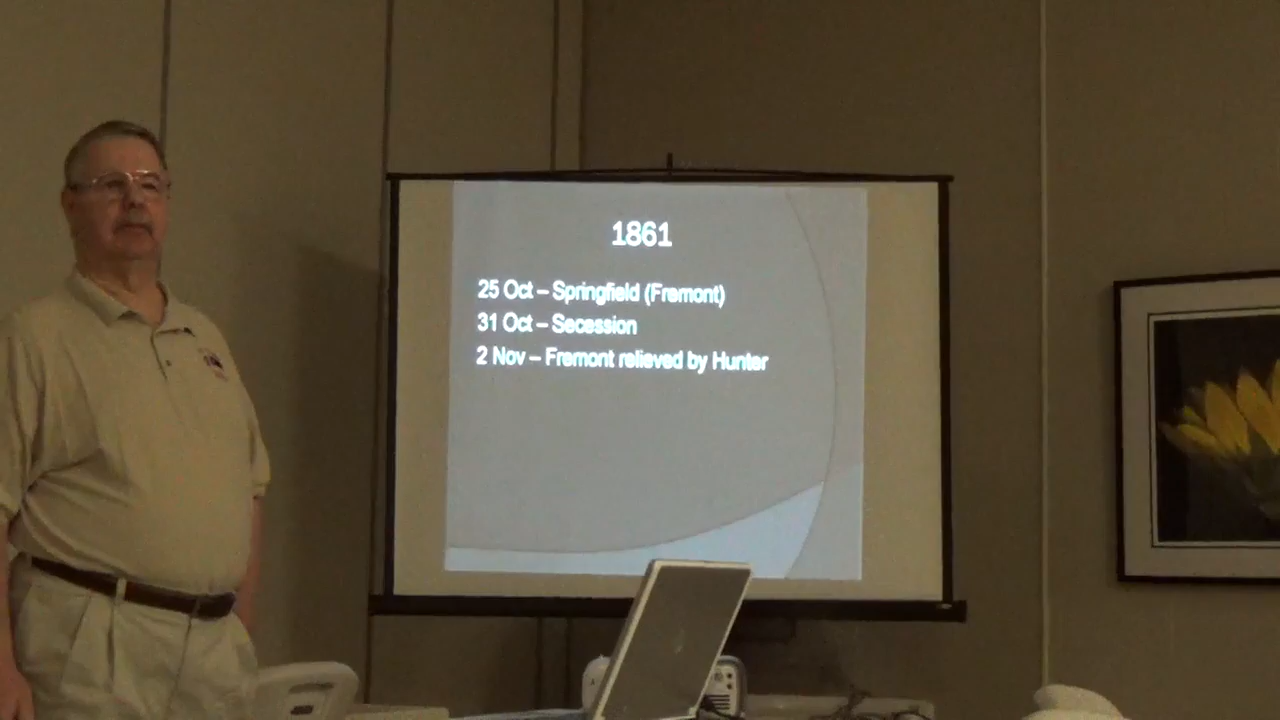 1861
25 Oct – Springfield (Fremont)
31 Oct – Secession
2 Nov – Fremont relieved by Hunter